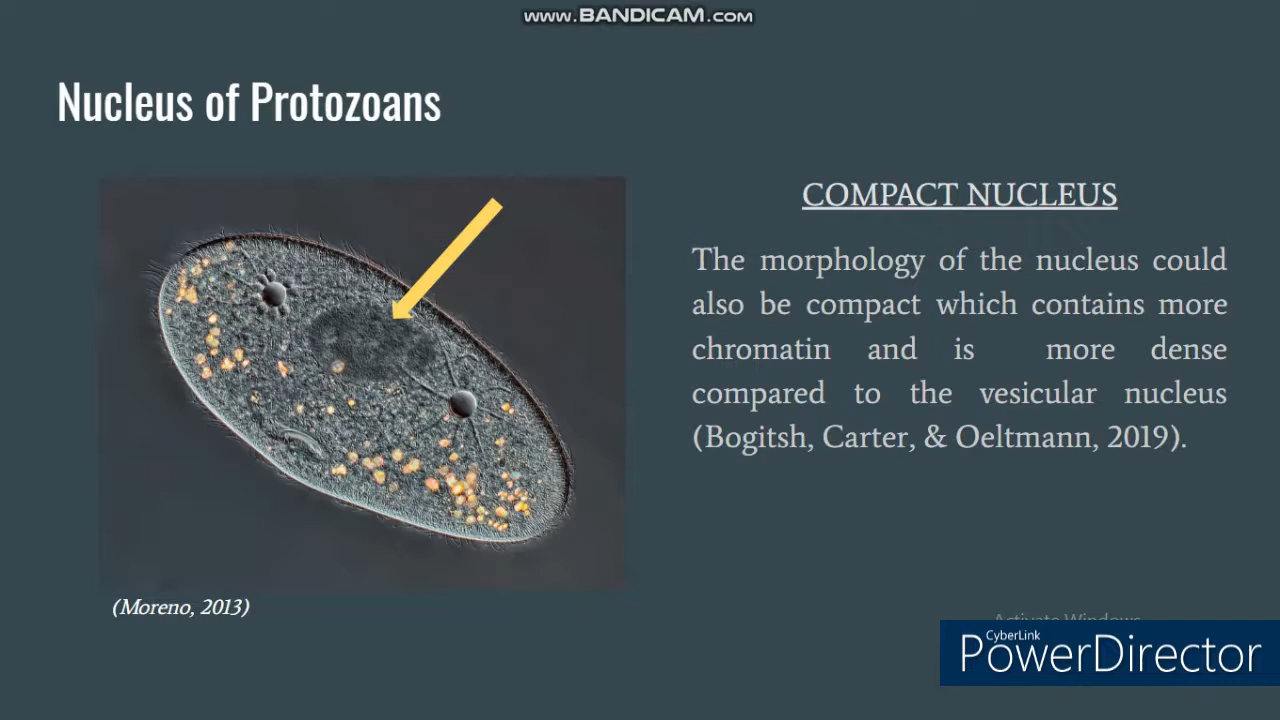 www.BANDICAM.com
Nucleus of Protozoans
COMPACT NUCLEUS
The morphology of the nucleus could
also be compact which contains more
chromatin and is more dense
compared to the vesicular nucleus
(Bogitsh, Carter, & Oeltmann, 2019).
(Moreno, 2013)
Activate Windows
CyberLink
PowerDirector